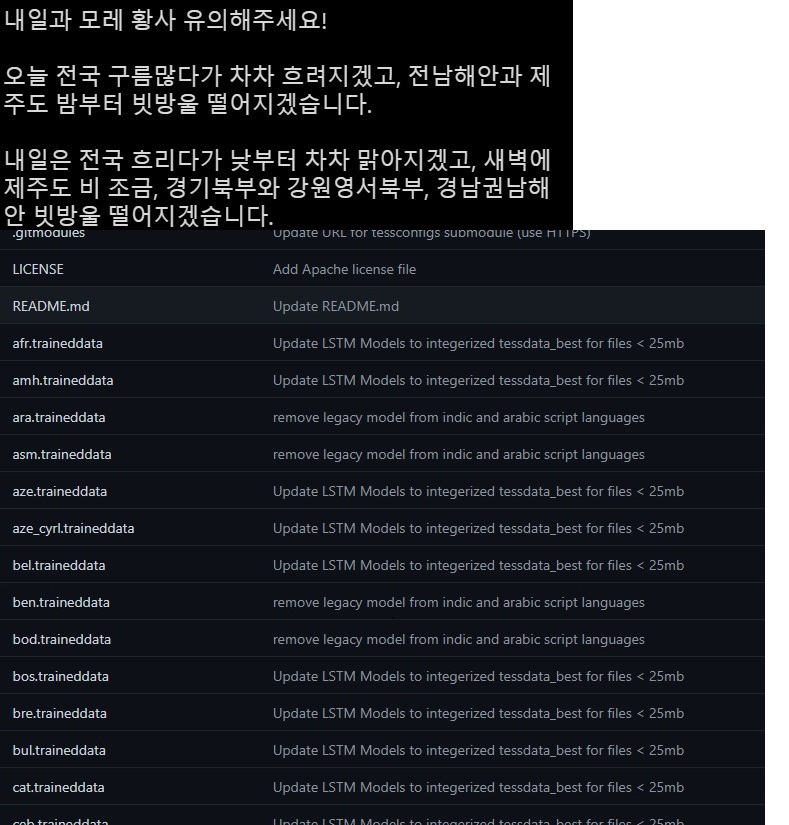 내일과 모레 황사 유의해주세요!
오늘 전국 구름많다가 차차 흐려지겠고, 전남해안과 제
주도 밤부터 빗방울 떨어지겠습니다.
내일은 전국 흐리다가 낮부터 차차 맑아지겠고, 새벽에
제주도 비 조금, 경기북부와 강원영서북부, 경남권남해
안 빗방울 떨어지겠습니다.
.gitmodules Update URL for tessconfigs submodule (use HTTPS)
LICENSE Add Apache license file
README.md Update README.md
afr.traineddata Update LSTM Models to integerized tessdata_best for files < 25mb
amh.traineddata Update LSTM Models to integerized tessdata_best for files < 25mb
ara.traineddata remove legacy model from indic and arabic script languages
asm.traineddata remove legacy model from indic and arabic script languages
aze.traineddata Update LSTM Models to integerized tessdata_best for files < 25mb
aze_cyrl.traineddata Update LSTM Models to integerized tessdata_best for files < 25mb
bel.traineddata Update LSTM Models to integerized tessdata_best for files < 25mb
ben.traineddata remove legacy model from indic and arabic script languages
bod.traineddata remove legacy model from indic and arabic script languages
bos.traineddata Update LSTM Models to integerized tessdata_best for files < 25mb
bre.traineddata Update LSTM Models to integerized tessdata_best for files < 25mb
bul.traineddata Update LSTM Models to integerized tessdata_best for files < 25mb
cat.traineddata Update LSTM Models to integerized tessdata_best for files < 25mb
ceb.traineddata Update LSTM Models to integerized tessdata_best for files < 25mb